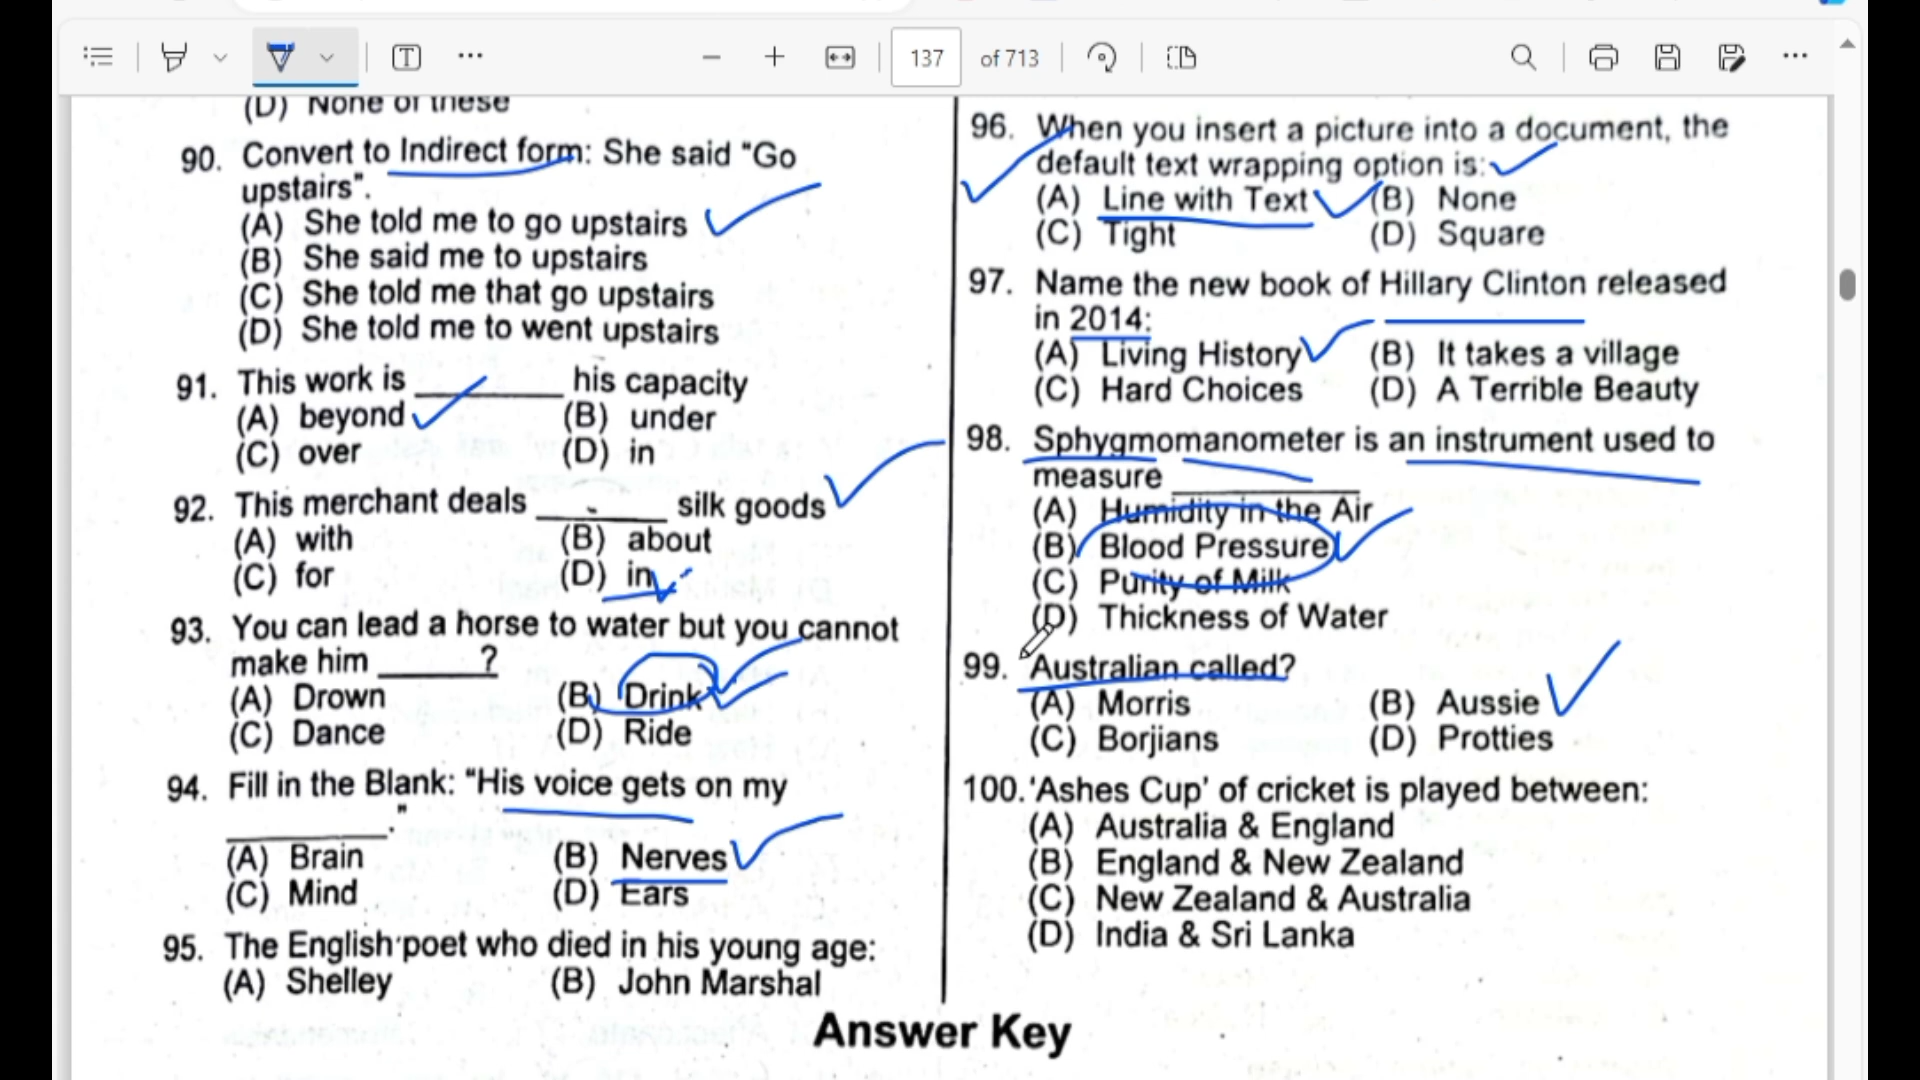 137 of 713
(D) None of these
90. Convert to Indirect form: She said "Go
upstairs".
(A) She told me to go upstairs
(B) She said me to upstairs
(C) She told me that go upstairs
(D) She told me to went upstairs
91. This work is __________ his capacity
(A) beyond (B) under
(C) over (D) in
92. This merchant deals _________ silk goods
(A) with (B) about
(C) for (D) in
93. You can lead a horse to water but you cannot
make him ________?
(A) Drown (B) Drink
(C) Dance (D) Ride
94. Fill in the Blank: "His voice gets on my
__________."
(A) Brain (B) Nerves
(C) Mind (D) Ears
95. The English poet who died in his young age:
(A) Shelley (B) John Marshal
96. When you insert a picture into a document, the
default text wrapping option is:
(A) Line with Text (B) None
(C) Tight (D) Square
97. Name the new book of Hillary Clinton released
in 2014:
(A) Living History (B) It takes a village
(C) Hard Choices (D) A Terrible Beauty
98. Sphygmomanometer is an instrument used to
measure ____________
(A) Humidity in the Air
(B) Blood Pressure
(C) Purity of Milk
(D) Thickness of Water
99. Australian called?
(A) Morris (B) Aussie
(C) Borjians (D) Protties
100. 'Ashes Cup' of cricket is played between:
(A) Australia & England
(B) England & New Zealand
(C) New Zealand & Australia
(D) India & Sri Lanka
Answer Key